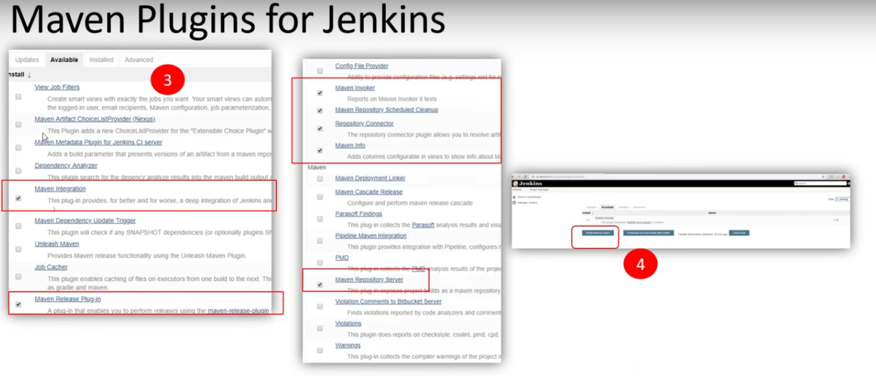 Maven Plugins for Jenkins
Updates Available Installed Advanced
nstall ↓
View Job Filters
Create smart views with exactly the jobs you want. Your smart views can autom
the logged-in user, email recipients, Maven configuration, job parameterization,
Maven Artifact ChoiceListProvider (Nexus)
This Plugin adds a new ChoiceListProvider for the "Extensible Choice Plugin" w
Maven Metadata Plugin for Jenkins CI server
Adds a build parameter that presents versions of an artifact from a maven repo
Dependency Analyzer
This plugin search for the depency analyze results into the maven build output
Maven Integration
This plug-in provides, for better and for worse, a deep integration of Jenkins and
Maven Dependency Update Trigger
This plugin will check if any SNAPSHOT dependencies (or optionally plugins S
Unleash Maven
Provides Maven release functionality using the Unleash Maven Plugin.
Job Cacher
This plugin enables caching of files on executors from one build to the next. This
as gradle and maven.
Maven Release Plug-in
A plug-in that enables you to perform releases using the maven-release-plugin
3
Config File Provider
Ability to provide configuration files (e.g. settings.xml for
Maven Invoker
Reports on Maven Invoker it tests
Maven Repository Scheduled Cleanup
Repository Connector
The repository connector plugin allows you to resolve artif
Maven Info
Adds columns configurable in views to show info about M
Maven
Maven Deployment Linker
Maven Cascade Release
Configure and perform maven release cascade
Parasoft Findings
This plug-in collects the Parasoft analysis results and visu
Pipeline Maven Integration
This plugin provides integration with Pipeline, configures
PMD
This plug-in collects the PMD analysis results of the projec
Maven Repository Server
This plug-in exposes project builds as a maven repository
Violation Comments to Bitbucket Server
Finds violations reported by code analyzers and comment
Violations
This plugin does reports on checkstyle, csslint, pmd, cpd,
Warnings
This plug-in collects the compiler warnings of the project m
Jenkins
4